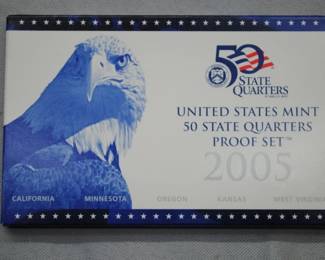 50
STATE
QUARTERS
UNITED STATES MINT
50 STATE QUARTERS
PROOF SET™
2005
CALIFORNIA MINNESOTA OREGON KANSAS WEST VIRGINIA